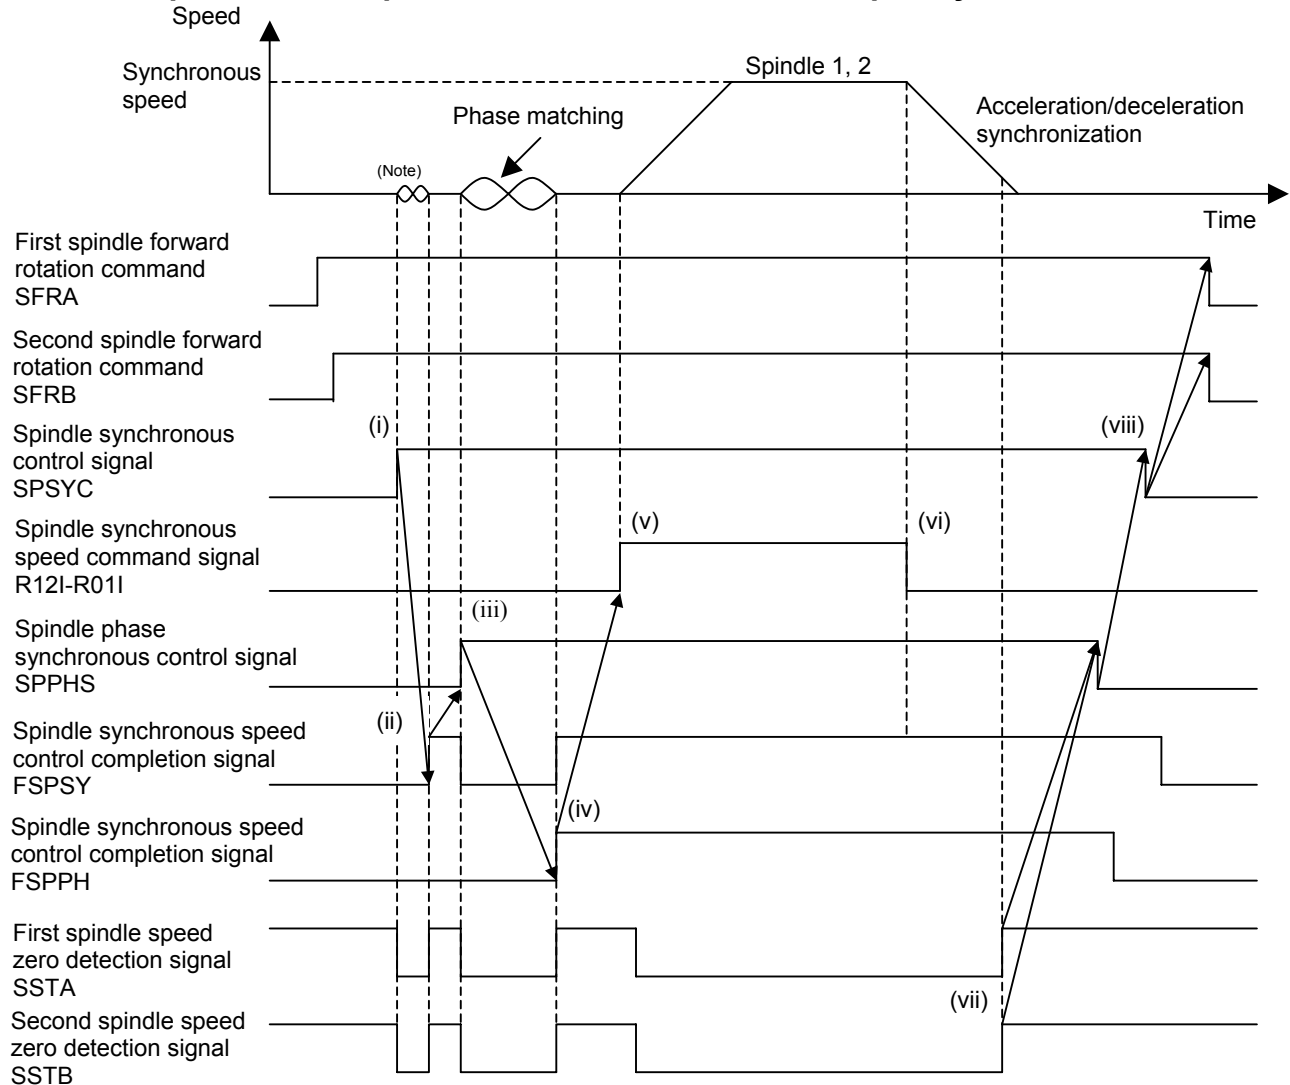 Speed
Synchronous
speed
Spindle 1, 2
Acceleration/deceleration
synchronization
Phase matching
(Note)
Time
First spindle forward
rotation command
SFRA
Second spindle forward
rotation command
SFRB
(i)
(viii)
Spindle synchronous
control signal
SPSYC
Spindle synchronous
speed command signal
R12I-R01I
(v)
(vi)
(iii)
Spindle phase
synchronous control signal
SPPHS
(ii)
Spindle synchronous speed
control completion signal
FSPSY
(iv)
Spindle synchronous speed
control completion signal
FSPPH
First spindle speed
zero detection signal
SSTA
(vii)
Second spindle speed
zero detection signal
SSTB